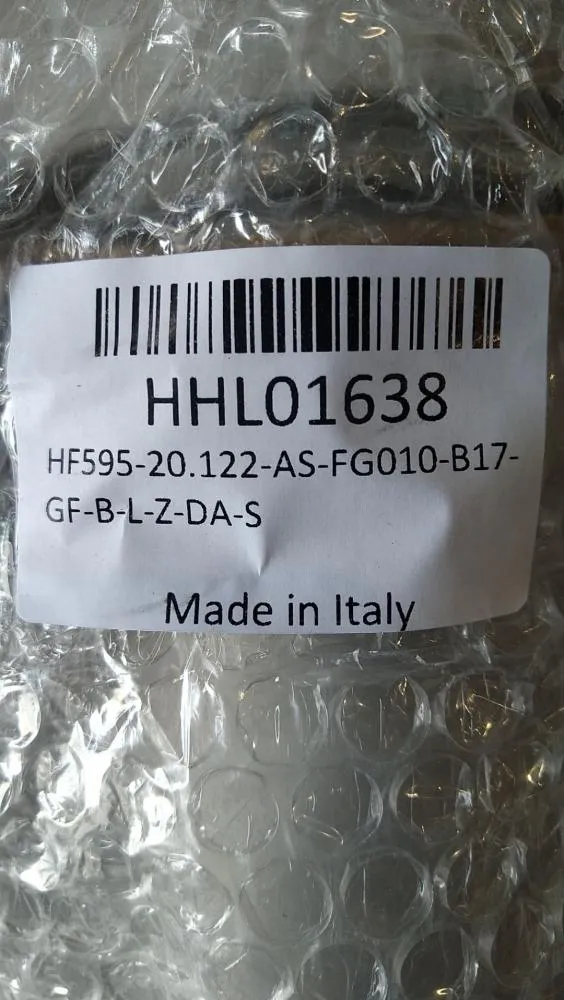 HHL01638
HF595-20.122-AS-FG010-B17-
GF-B-L-Z-DA-S
Made in Italy